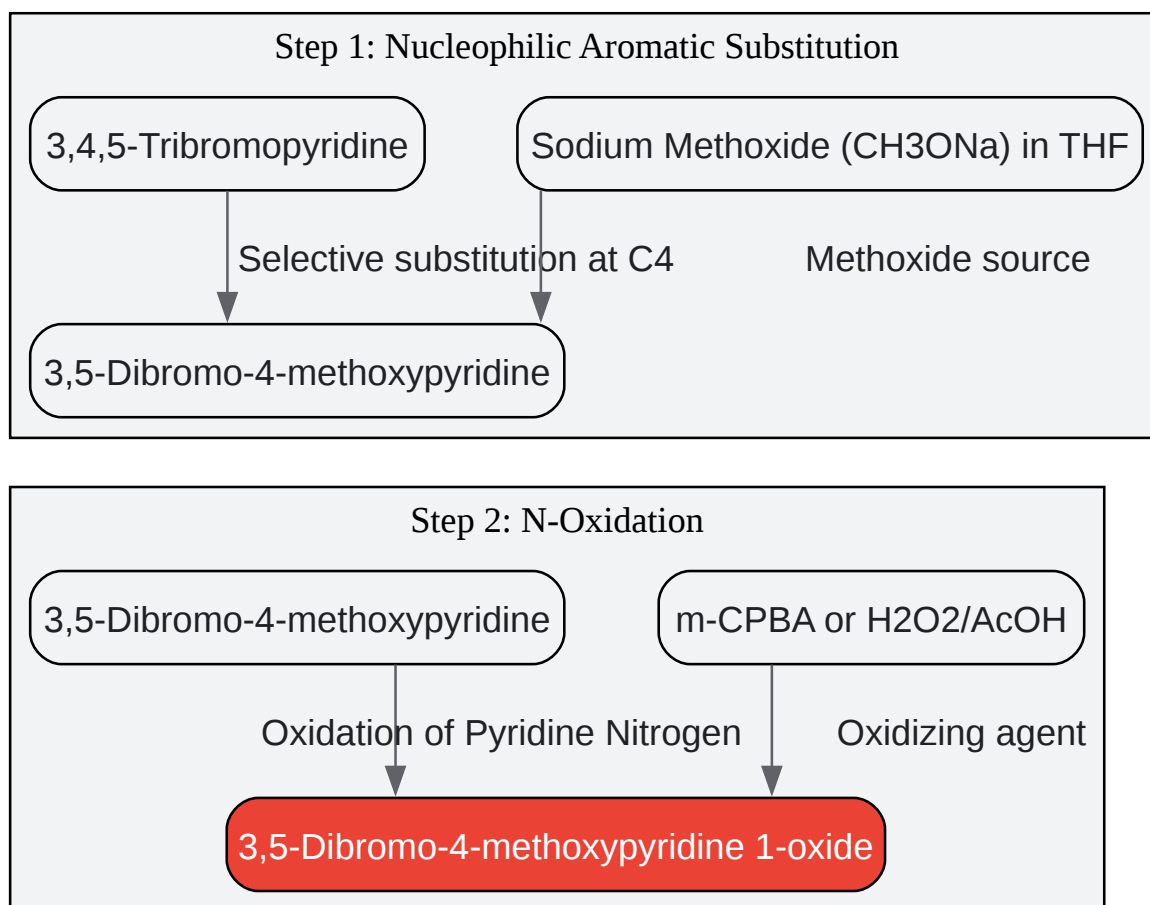 Step 1: Nucleophilic Aromatic Substitution
3,4,5-Tribromopyridine
Sodium Methoxide (CH3ONa) in THF
Selective substitution at C4
Methoxide source
3,5-Dibromo-4-methoxypyridine
Step 2: N-Oxidation
3,5-Dibromo-4-methoxypyridine
m-CPBA or H2O2/AcOH
Oxidation of Pyridine Nitrogen
Oxidizing agent
3,5-Dibromo-4-methoxypyridine 1-oxide